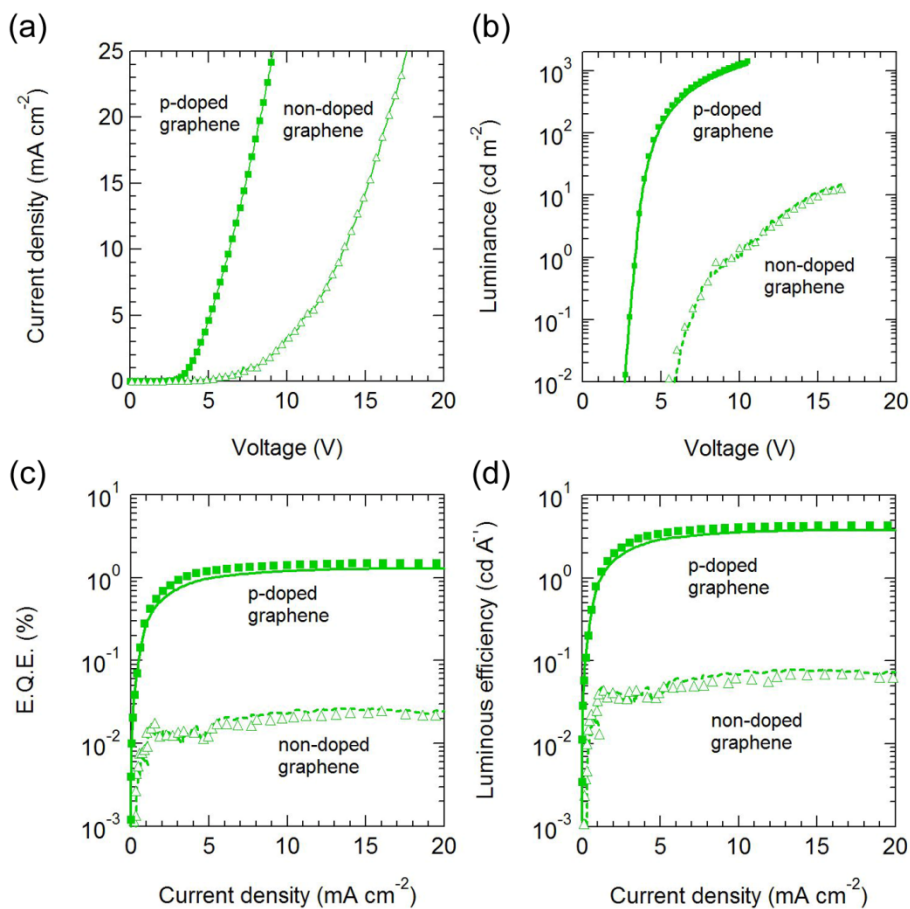 (a)
Current density (mA cm⁻²)
25
20
15
10
5
0
p-doped
graphene
non-doped
graphene
0 5 10 15 20
Voltage (V)
(b)
Luminance (cd m⁻²)
10³
10²
10¹
10⁰
10⁻¹
10⁻²
p-doped
graphene
non-doped
graphene
0 5 10 15 20
Voltage (V)
(c)
E.Q.E. (%)
10¹
10⁰
10⁻¹
10⁻²
10⁻³
p-doped
graphene
non-doped
graphene
0 5 10 15 20
Current density (mA cm⁻²)
(d)
Luminous efficiency (cd A⁻¹)
10¹
10⁰
10⁻¹
10⁻²
10⁻³
p-doped
graphene
non-doped
graphene
0 5 10 15 20
Current density (mA cm⁻²)